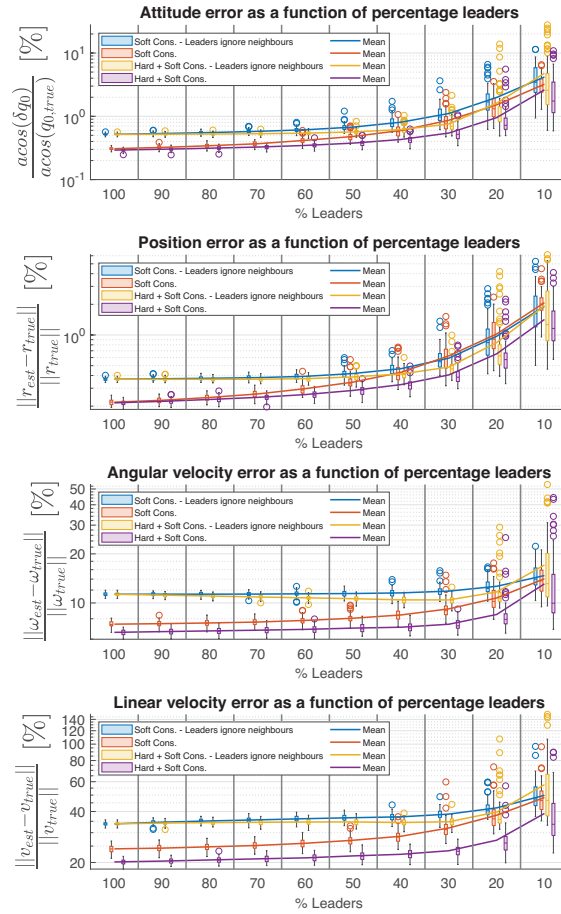 Attitude error as a function of percentage leaders
acos(δq₀)
acos(q₀,true)
[%]
10¹
10⁰
10⁻¹
Soft Cons. - Leaders ignore neighbours
Soft Cons.
Hard + Soft Cons. - Leaders ignore neighbours
Hard + Soft Cons.
Mean
Mean
Mean
Mean
100 90 80 70 60 50 40 30 20 10
% Leaders
Position error as a function of percentage leaders
||r_est−r_true||
||r_true||
[%]
10⁰
Soft Cons. - Leaders ignore neighbours
Soft Cons.
Hard + Soft Cons. - Leaders ignore neighbours
Hard + Soft Cons.
Mean
Mean
Mean
Mean
100 90 80 70 60 50 40 30 20 10
% Leaders
Angular velocity error as a function of percentage leaders
||ω_est−ω_true||
||ω_true||
[%]
50
30
20
10
Soft Cons. - Leaders ignore neighbours
Soft Cons.
Hard + Soft Cons. - Leaders ignore neighbours
Hard + Soft Cons.
Mean
Mean
Mean
Mean
100 90 80 70 60 50 40 30 20 10
% Leaders
Linear velocity error as a function of percentage leaders
||v_est−v_true||
||v_true||
[%]
140
120
100
80
60
40
20
Soft Cons. - Leaders ignore neighbours
Soft Cons.
Hard + Soft Cons. - Leaders ignore neighbours
Hard + Soft Cons.
Mean
Mean
Mean
Mean
100 90 80 70 60 50 40 30 20 10
% Leaders